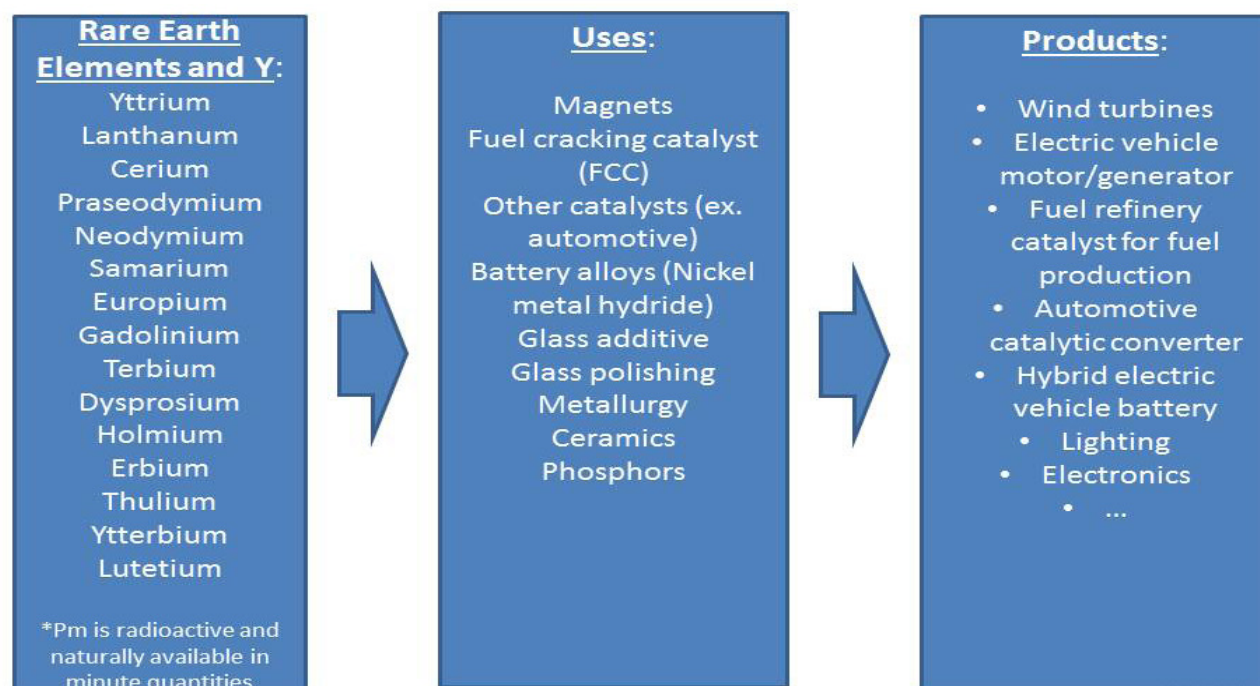 Rare Earth
Elements and Y:
Yttrium
Lanthanum
Cerium
Praseodymium
Neodymium
Samarium
Europium
Gadolinium
Terbium
Dysprosium
Holmium
Erbium
Thulium
Ytterbium
Lutetium
*Pm is radioactive and
naturally available in
minute quantities
Uses:
Magnets
Fuel cracking catalyst
(FCC)
Other catalysts (ex.
automotive)
Battery alloys (Nickel
metal hydride)
Glass additive
Glass polishing
Metallurgy
Ceramics
Phosphors
Products:
• Wind turbines
• Electric vehicle
motor/generator
• Fuel refinery
catalyst for fuel
production
• Automotive
catalytic converter
• Hybrid electric
vehicle battery
• Lighting
• Electronics
• ...